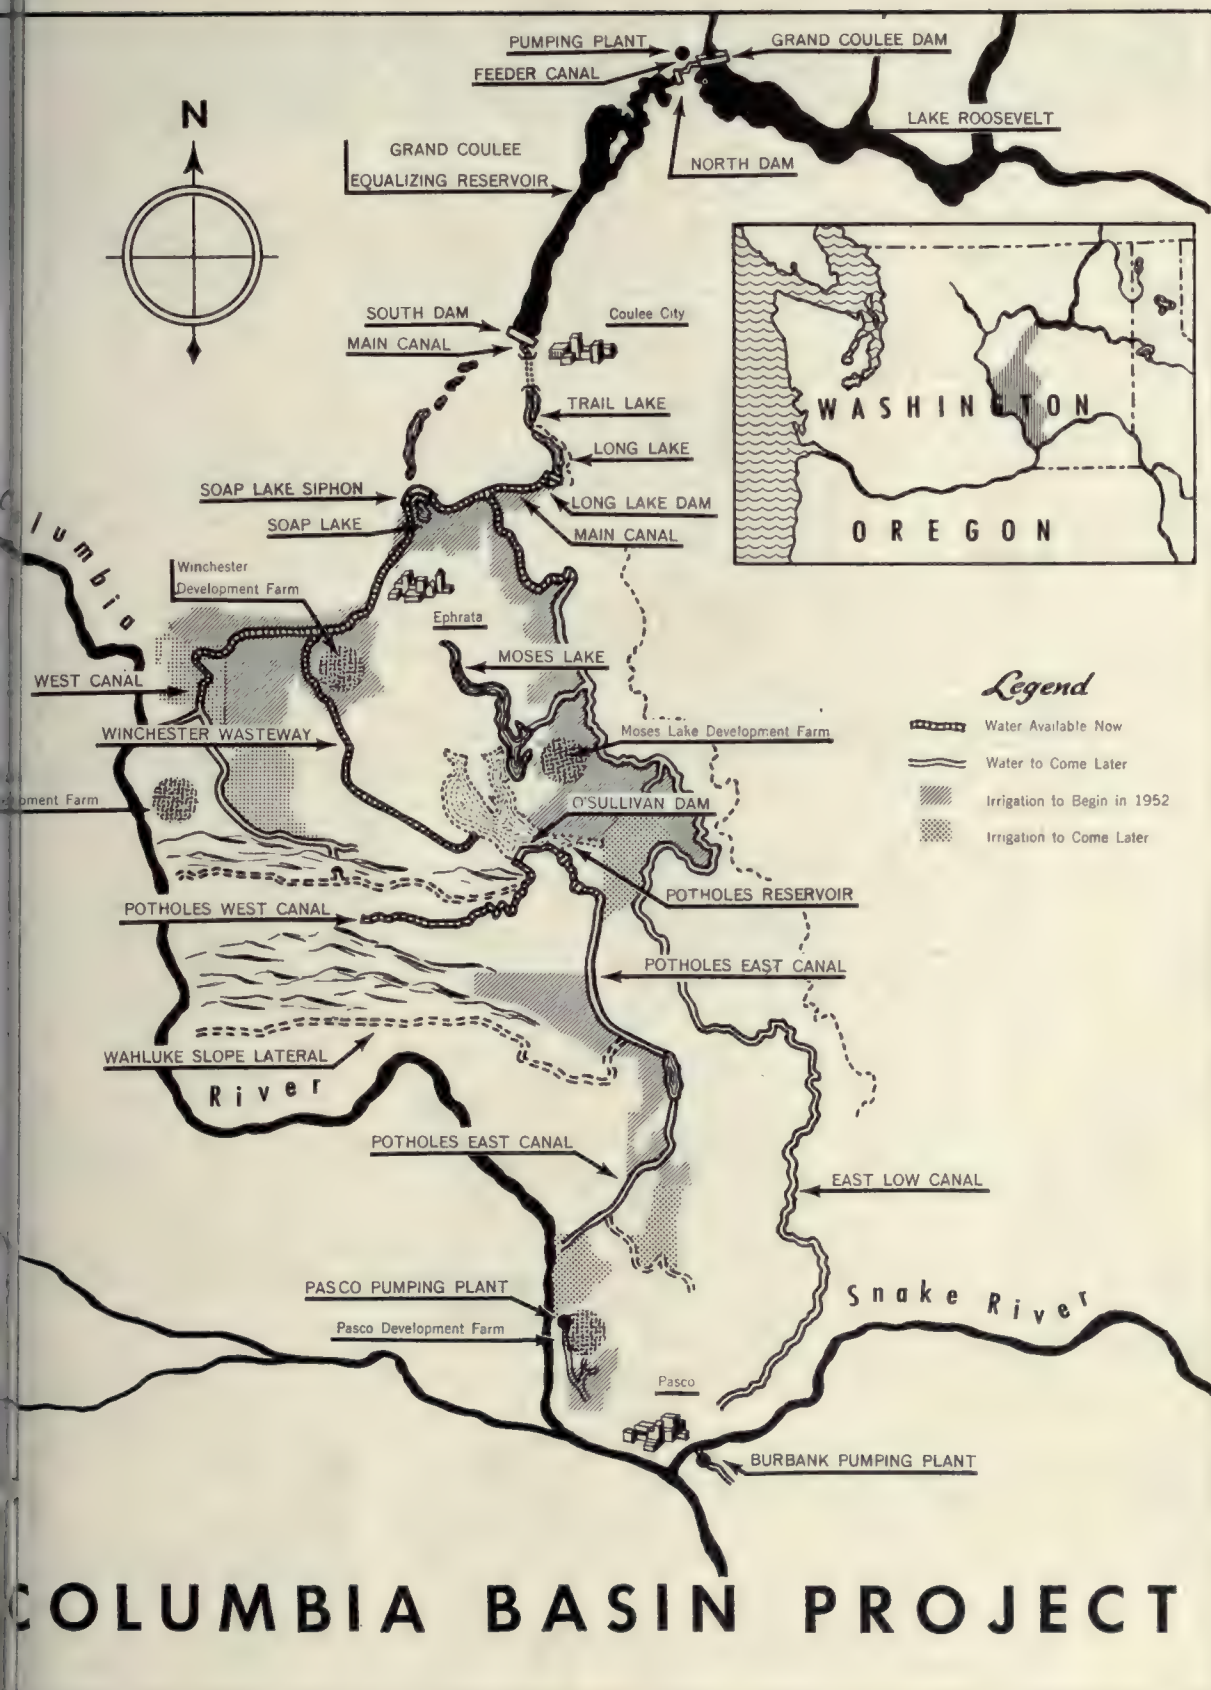 PUMPING PLANT
GRAND COULEE DAM
FEEDER CANAL
LAKE ROOSEVELT
N
GRAND COULEE
EQUALIZING RESERVOIR
NORTH DAM
SOUTH DAM
Coulee City
MAIN CANAL
TRAIL LAKE
WASHINGTON
LONG LAKE
SOAP LAKE SIPHON
LONG LAKE DAM
SOAP LAKE
MAIN CANAL
OREGON
lumbia
Winchester
Development Farm
Ephrata
MOSES LAKE
WEST CANAL
Legend
Water Available Now
WINCHESTER WASTEWAY
Moses Lake Development Farm
Water to Come Later
opment Farm
O'SULLIVAN DAM
Irrigation to Begin in 1952
Irrigation to Come Later
POTHOLES RESERVOIR
POTHOLES WEST CANAL
POTHOLES EAST CANAL
WAHLUKE SLOPE LATERAL
River
POTHOLES EAST CANAL
EAST LOW CANAL
PASCO PUMPING PLANT
Snake River
Pasco Development Farm
Pasco
BURBANK PUMPING PLANT
COLUMBIA BASIN PROJECT